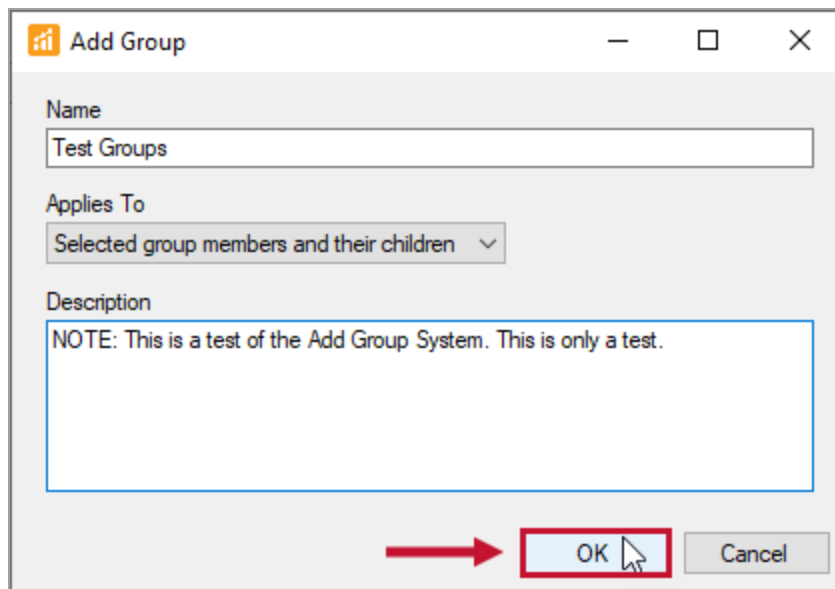 Add Group
Name
Test Groups
Applies To
Selected group members and their children
Description
NOTE: This is a test of the Add Group System. This is only a test.
OK
Cancel